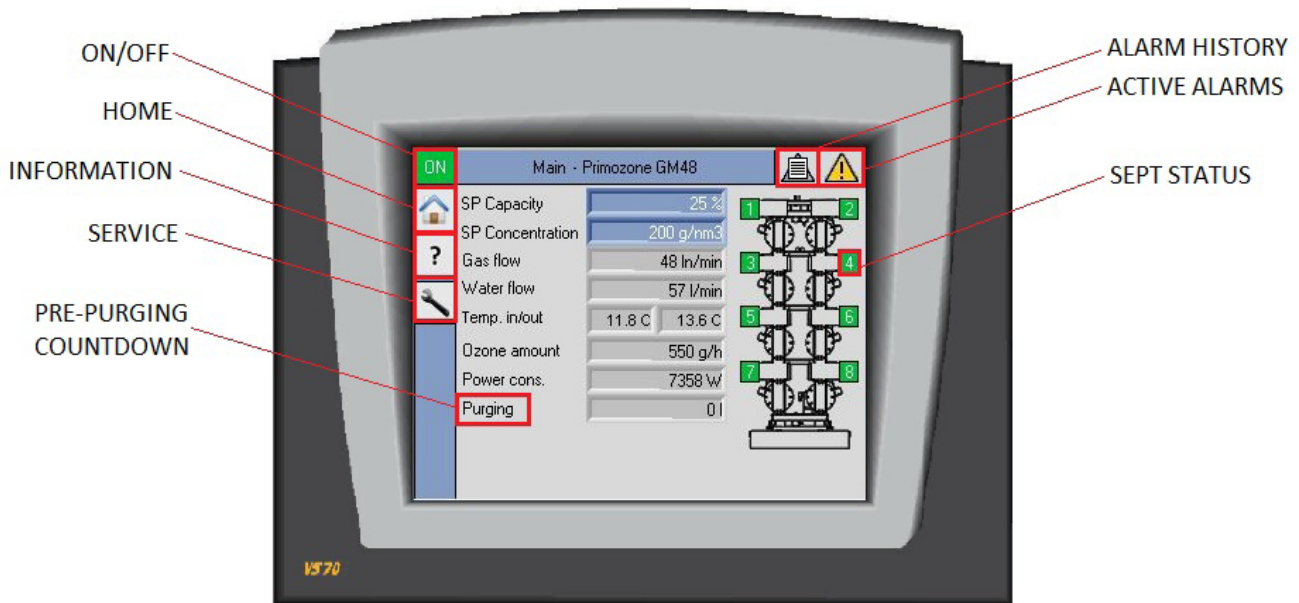 ON/OFF
HOME
INFORMATION
SERVICE
PRE-PURGING
COUNTDOWN
ALARM HISTORY
ACTIVE ALARMS
SEPT STATUS
ON
Main - Primozone GM48
?
SP Capacity 25 %
SP Concentration 200 g/nm3
Gas flow 48 ln/min
Water flow 57 l/min
Temp. in/out 11.8 C 13.6 C
Ozone amount 550 g/h
Power cons. 7358 W
Purging 0 l
1 2
3 4
5 6
7 8
VS70